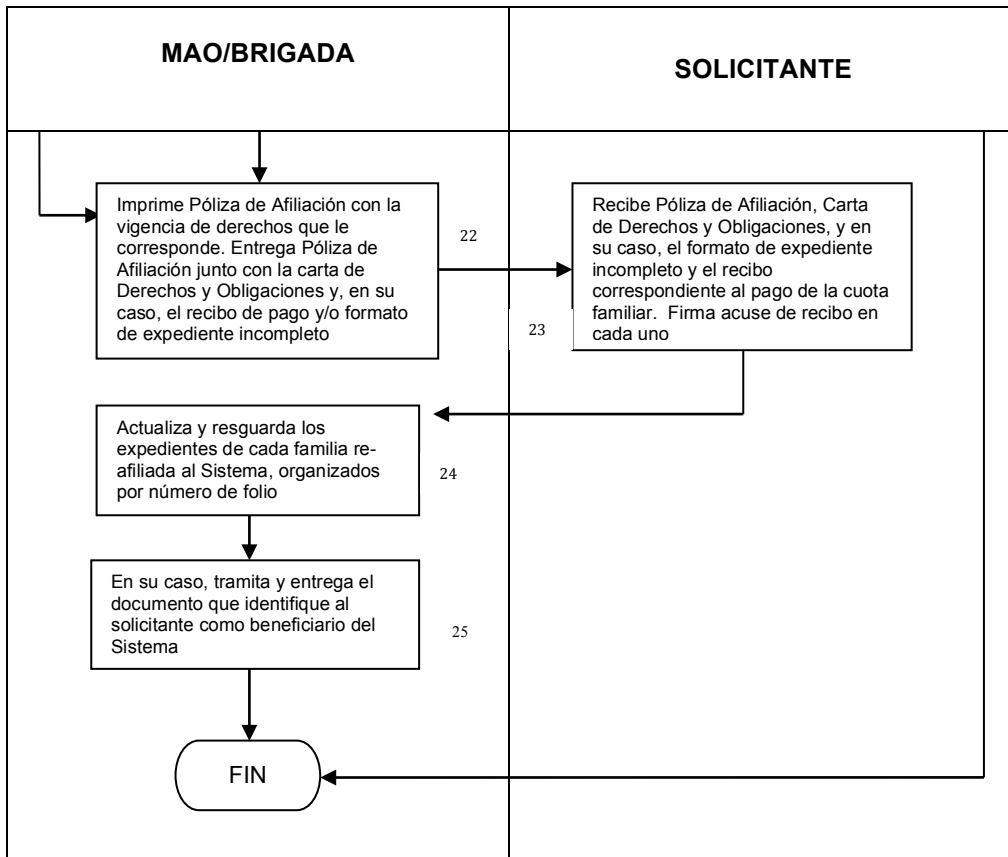 MAO/BRIGADA
SOLICITANTE
Imprime Póliza de Afiliación con la
vigencia de derechos que le
corresponde. Entrega Póliza de
Afiliación junto con la carta de
Derechos y Obligaciones y, en su
caso, el recibo de pago y/o formato
de expediente incompleto
22
Recibe Póliza de Afiliación, Carta
de Derechos y Obligaciones, y en
su caso, el formato de expediente
incompleto y el recibo
correspondiente al pago de la cuota
familiar. Firma acuse de recibo en
cada uno
23
Actualiza y resguarda los
expedientes de cada familia re-
afiliada al Sistema, organizados
por número de folio
24
En su caso, tramita y entrega el
documento que identifique al
solicitante como beneficiario del
Sistema
25
FIN